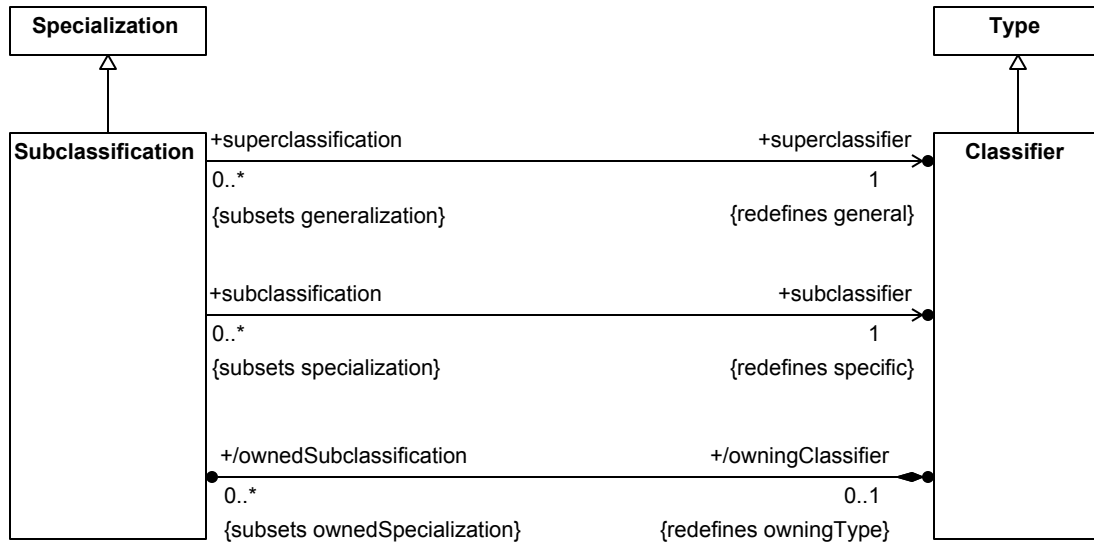 Specialization
Type
Subclassification
Classifier
+superclassification
+superclassifier
0..*
1
{subsets generalization}
{redefines general}
+subclassification
+subclassifier
0..*
1
{subsets specialization}
{redefines specific}
+/ownedSubclassification
+/owningClassifier
0..*
0..1
{subsets ownedSpecialization}
{redefines owningType}